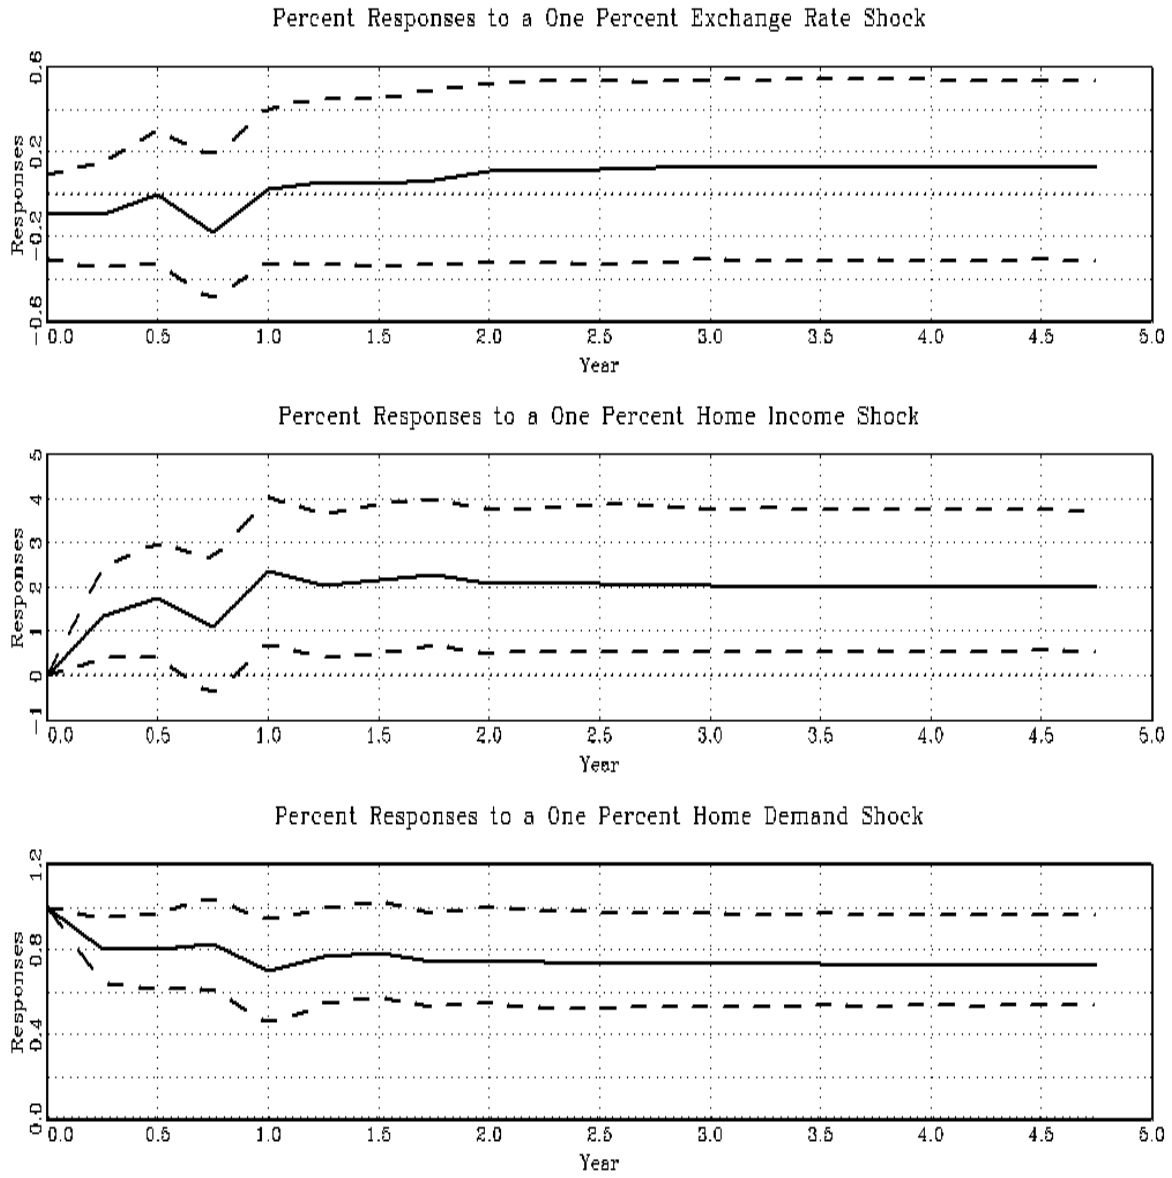 Percent Responses to a One Percent Exchange Rate Shock
0.6
0.2
-0.2
-0.6
Responses
0.0 0.5 1.0 1.5 2.0 2.5 3.0 3.5 4.0 4.5 5.0
Year
Percent Responses to a One Percent Home Income Shock
5
4
3
2
1
0
-1
Responses
0.0 0.5 1.0 1.5 2.0 2.5 3.0 3.5 4.0 4.5 5.0
Year
Percent Responses to a One Percent Home Demand Shock
1.2
0.8
0.4
0.0
Responses
0.0 0.5 1.0 1.5 2.0 2.5 3.0 3.5 4.0 4.5 5.0
Year